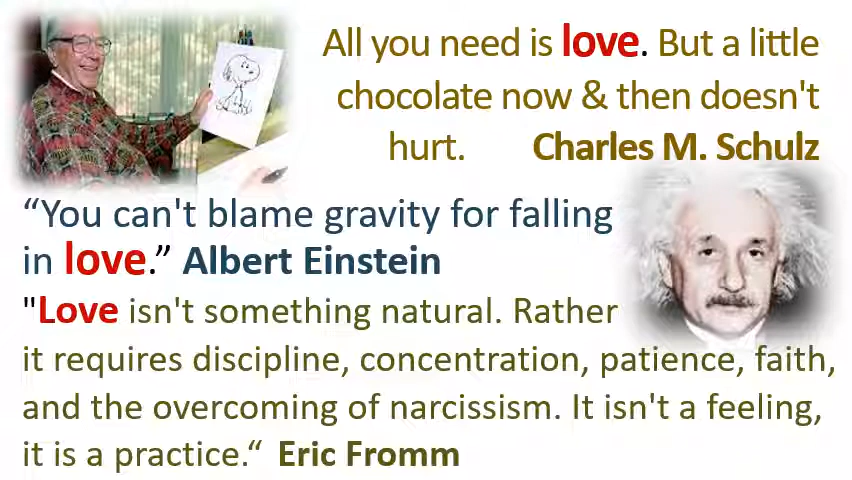 All you need is love. But a little
chocolate now & then doesn't
hurt. Charles M. Schulz
“You can't blame gravity for falling
in love.” Albert Einstein
"Love isn't something natural. Rather
it requires discipline, concentration, patience, faith,
and the overcoming of narcissism. It isn't a feeling,
it is a practice.“ Eric Fromm